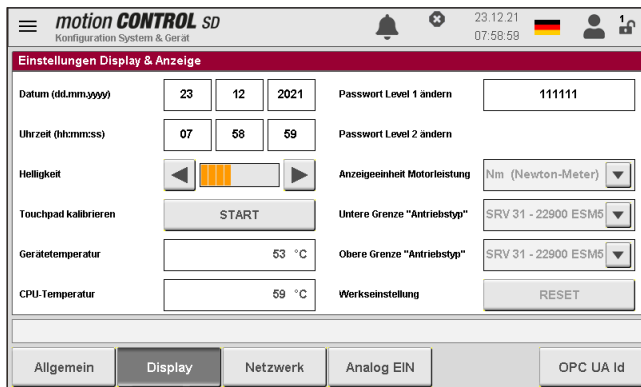 motion CONTROL SD
Konfiguration System & Gerät
23.12.21
07:58:59
1
Einstellungen Display & Anzeige
Datum (dd.mm.yyyy) 23 12 2021 Passwort Level 1 ändern 111111
Uhrzeit (hh:mm:ss) 07 58 59 Passwort Level 2 ändern
Helligkeit Anzeigeeinheit Motorleistung Nm (Newton-Meter)
Touchpad kalibrieren START Untere Grenze "Antriebstyp" SRV 31 - 22900 ESM5
Gerätetemperatur 53 °C Obere Grenze "Antriebstyp" SRV 31 - 22900 ESM5
CPU-Temperatur 59 °C Werkseinstellung RESET
Allgemein Display Netzwerk Analog EIN OPC UA Id